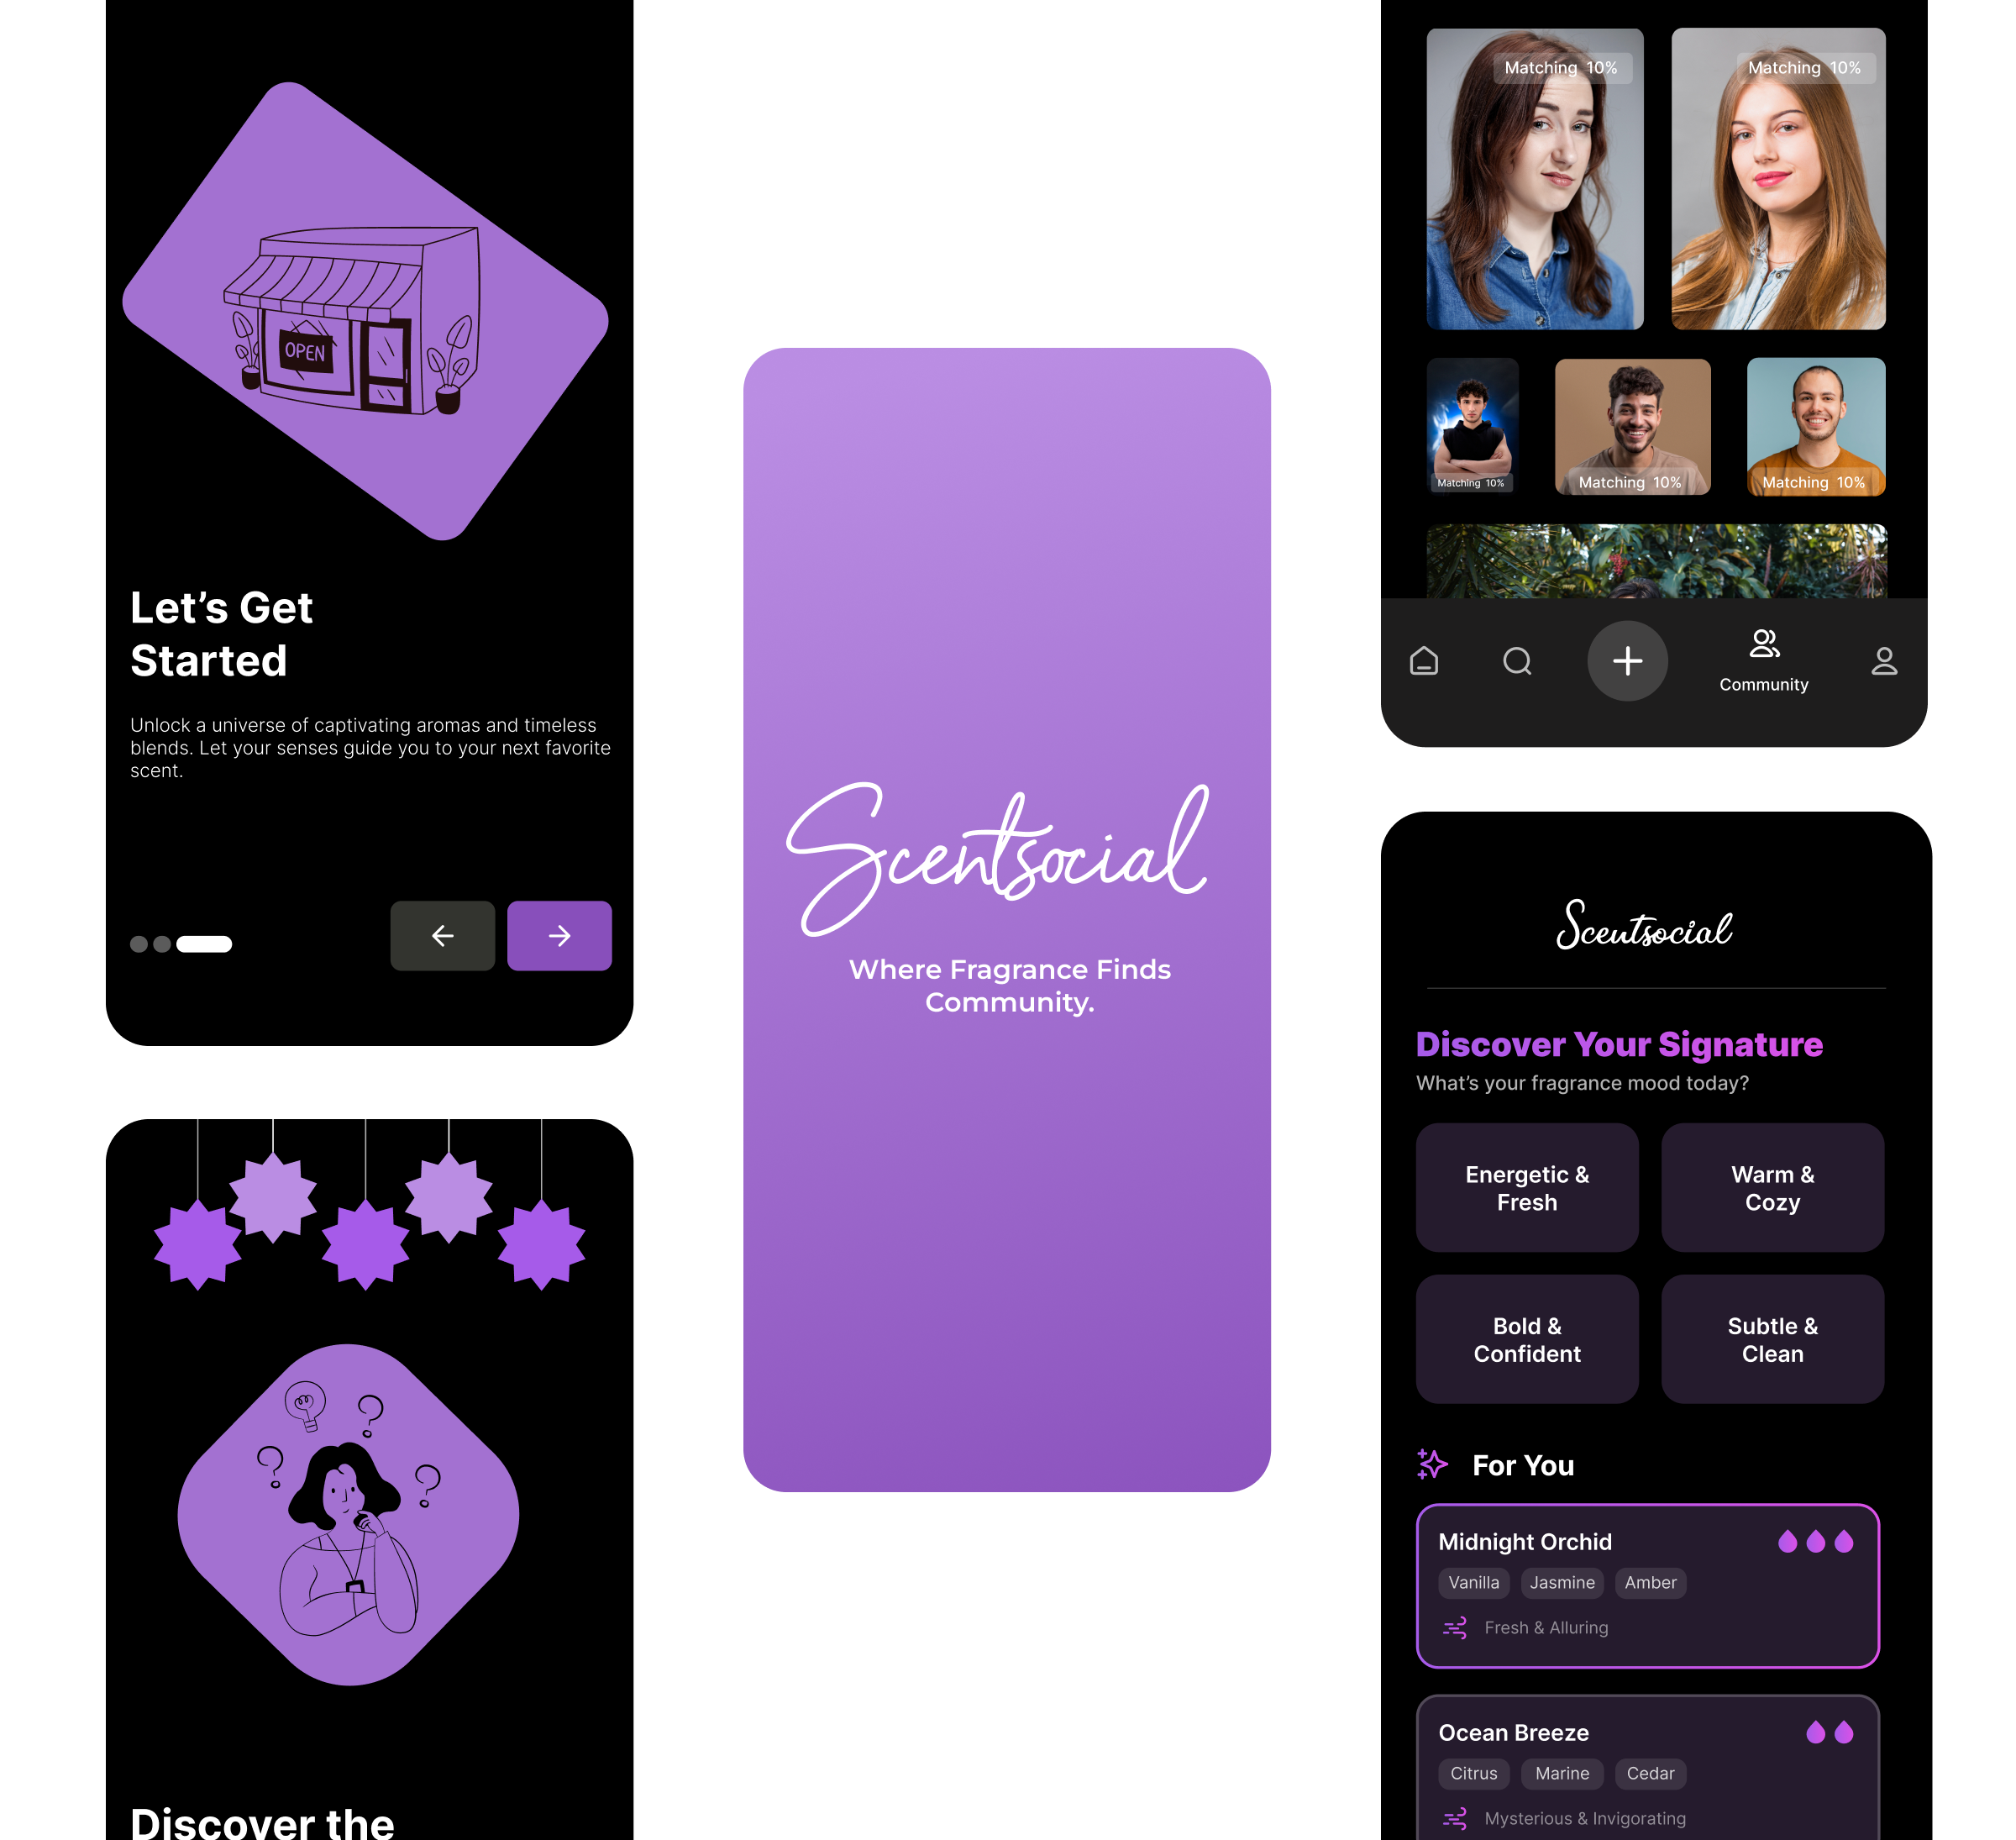 OPEN
Let’s Get
Started
Unlock a universe of captivating aromas and timeless
blends. Let your senses guide you to your next favorite
scent.
Discover the
Scentsocial
Where Fragrance Finds
Community.
Matching 10%
Matching 10%
Matching 10%
Matching 10%
Matching 10%
Community
Scentsocial
Discover Your Signature
What’s your fragrance mood today?
Energetic &
Fresh
Warm &
Cozy
Bold &
Confident
Subtle &
Clean
For You
Midnight Orchid
Vanilla Jasmine Amber
Fresh & Alluring
Ocean Breeze
Citrus Marine Cedar
Mysterious & Invigorating